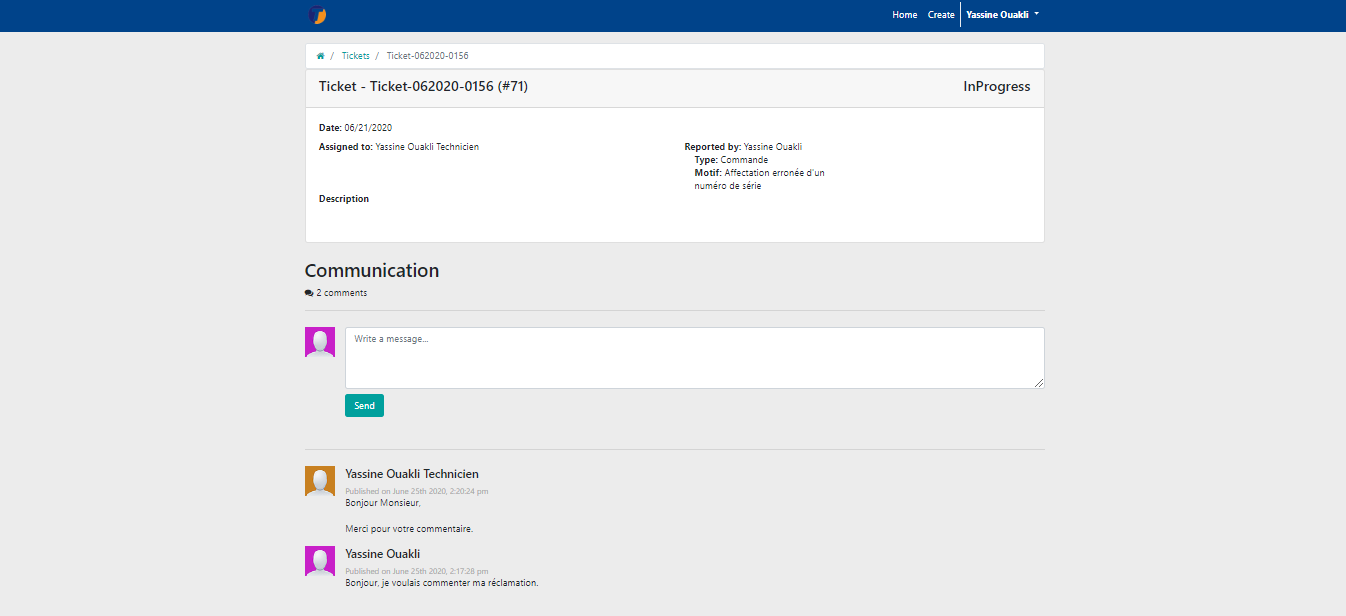 Home Create Yassine Ouakli
/ Tickets / Ticket-062020-0156
Ticket - Ticket-062020-0156 (#71) InProgress
Date: 06/21/2020
Assigned to: Yassine Ouakli Technicien
Reported by: Yassine Ouakli
Type: Commande
Motif: Affectation erronée d'un
numéro de série
Description
Communication
2 comments
Write a message...
Send
Yassine Ouakli Technicien
Published on June 25th 2020, 2:20:24 pm
Bonjour Monsieur,
Merci pour votre commentaire.
Yassine Ouakli
Published on June 25th 2020, 2:17:28 pm
Bonjour, je voulais commenter ma réclamation.